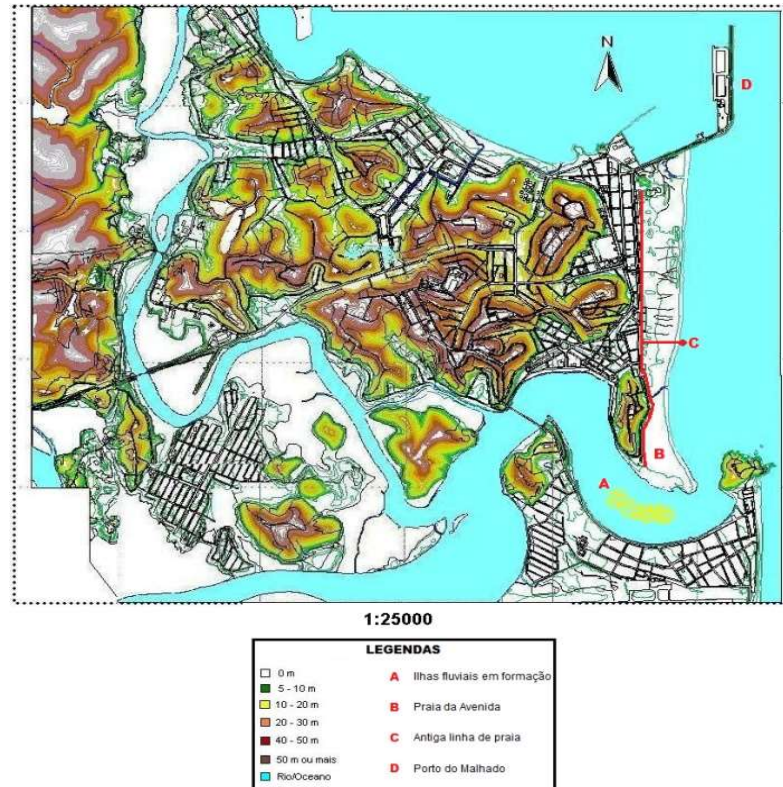 N
D
C
B
A
1:25000
LEGENDAS
0 m
5 - 10 m
10 - 20 m
20 - 30 m
40 - 50 m
50 m ou mais
Rio/Oceano
A Ilhas fluviais em formação
B Praia da Avenida
C Antiga linha de praia
D Porto do Malhado